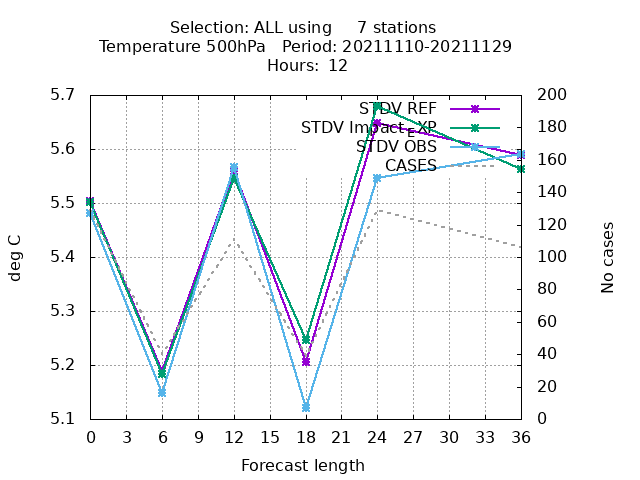 Selection: ALL using 7 stations
Temperature 500hPa Period: 20211110-20211129
Hours: 12
5.7
5.6
5.5
5.4
5.3
5.2
5.1
deg C
STDV REF
STDV Impact_EXP
STDV OBS
CASES
200
180
160
140
120
100
80
60
40
20
0
No cases
0 3 6 9 12 15 18 21 24 27 30 33 36
Forecast length